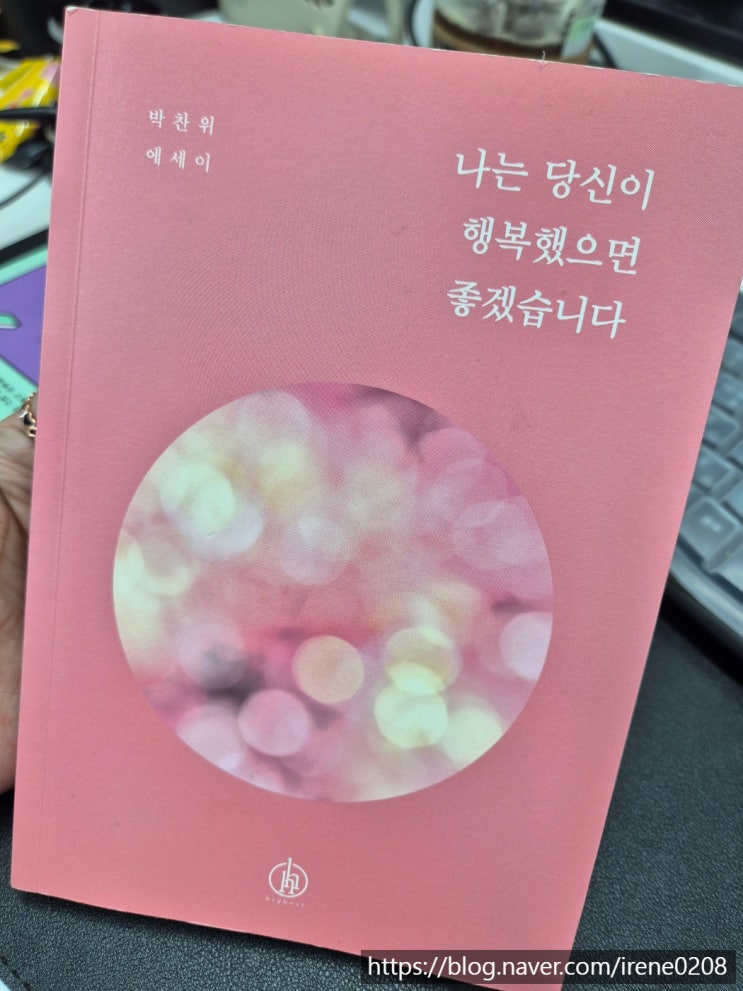 박찬위
에세이
나는 당신이
행복했으면
좋겠습니다
highest
https://blog.naver.com/irene0208